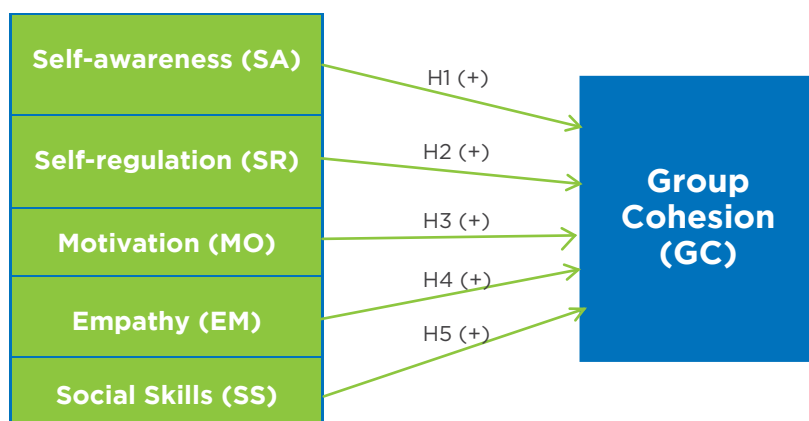 Self-awareness (SA)
H1 (+)
Self-regulation (SR)
H2 (+)
Motivation (MO)
H3 (+)
Empathy (EM)
H4 (+)
Social Skills (SS)
H5 (+)
Group
Cohesion
(GC)